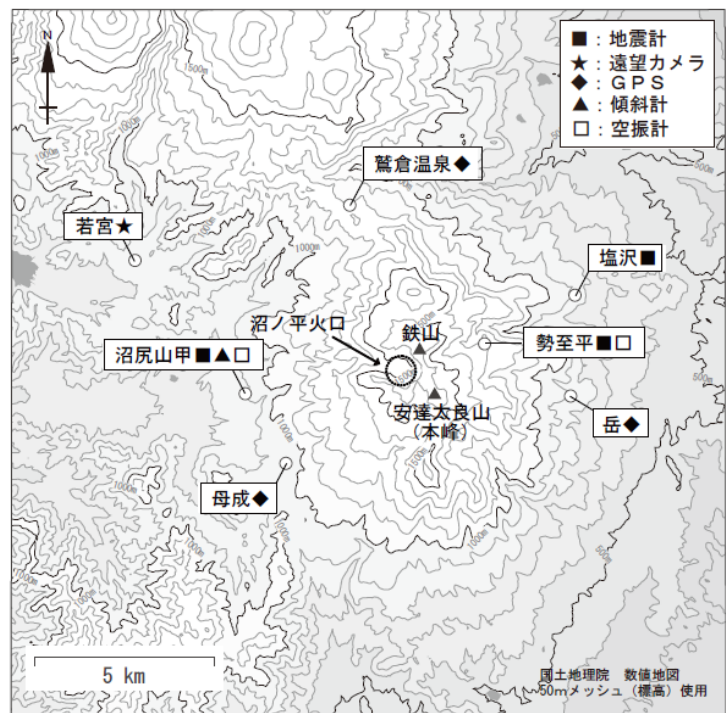 N
■：地震計
★：遠望カメラ
◆：ＧＰＳ
▲：傾斜計
□：空振計
1500m
1000m
500m
鷲倉温泉◆
若宮★
塩沢■
沼ノ平火口
鉄山
勢至平■□
沼尻山甲■▲□
安達太良山
（本峰）
岳◆
母成◆
5 km
国土地理院　数値地図
50mメッシュ（標高）使用